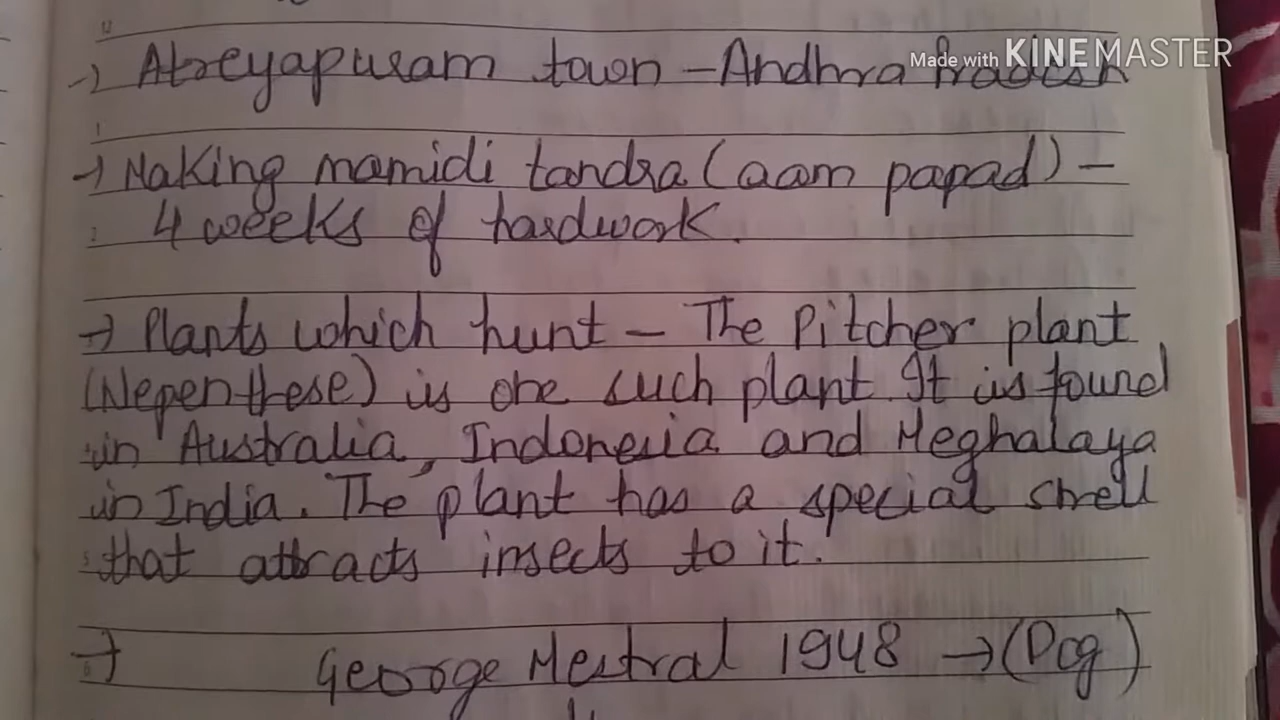 → Atreyapuram town - Andhra Pradesh
Made with KINEMASTER
→ Making mamidi tandra (aam papad) -
4 weeks of hardwork.
→ Plants which hunt - The Pitcher plant
(Nepenthese) is one such plant. It is found
in Australia, Indonesia and Meghalaya
in India. The plant has a special smell
that attracts insects to it.
→ George Mestral 1948 → (Dog)